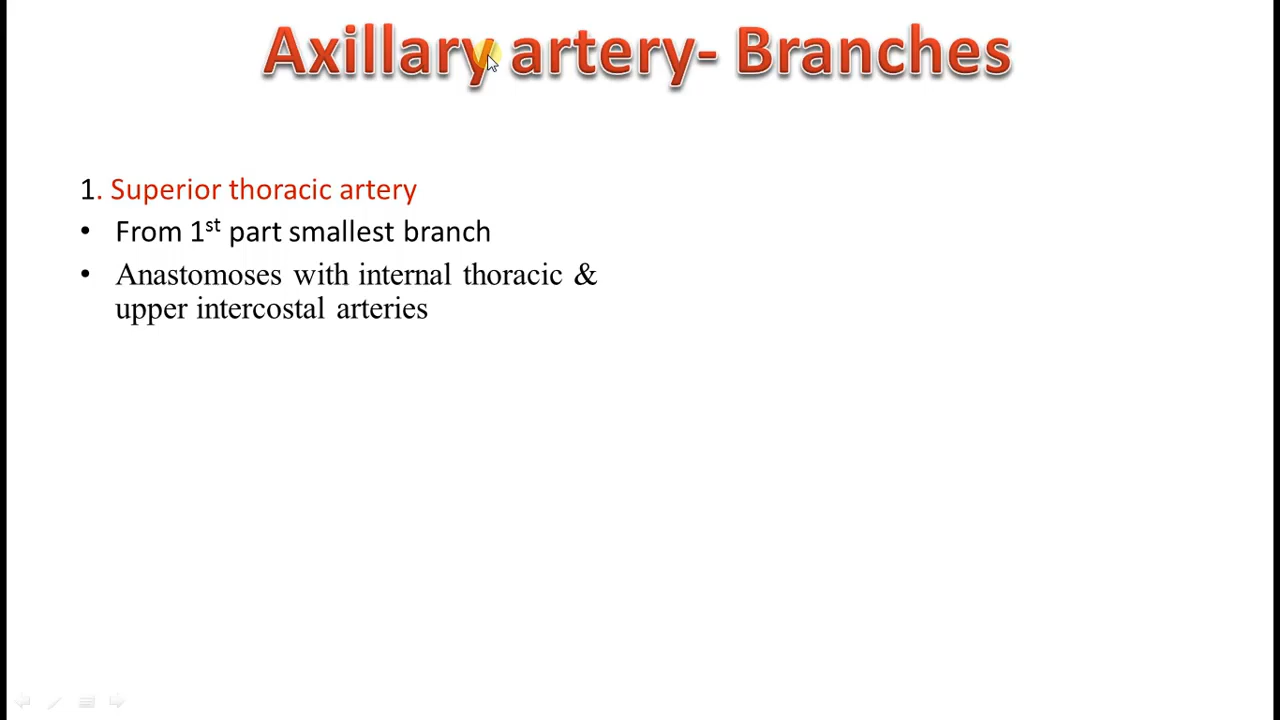 Axillary artery- Branches
1. Superior thoracic artery
• From 1st part smallest branch
• Anastomoses with internal thoracic &
upper intercostal arteries